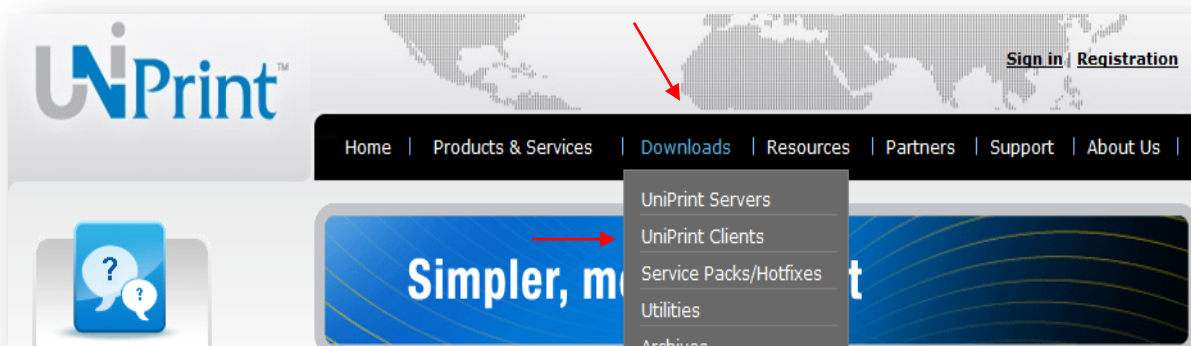 UniPrint™
Sign in | Registration
Home | Products & Services | Downloads | Resources | Partners | Support | About Us |
UniPrint Servers
UniPrint Clients
?
Simpler, m t
Service Packs/Hotfixes
?
Utilities
Archives